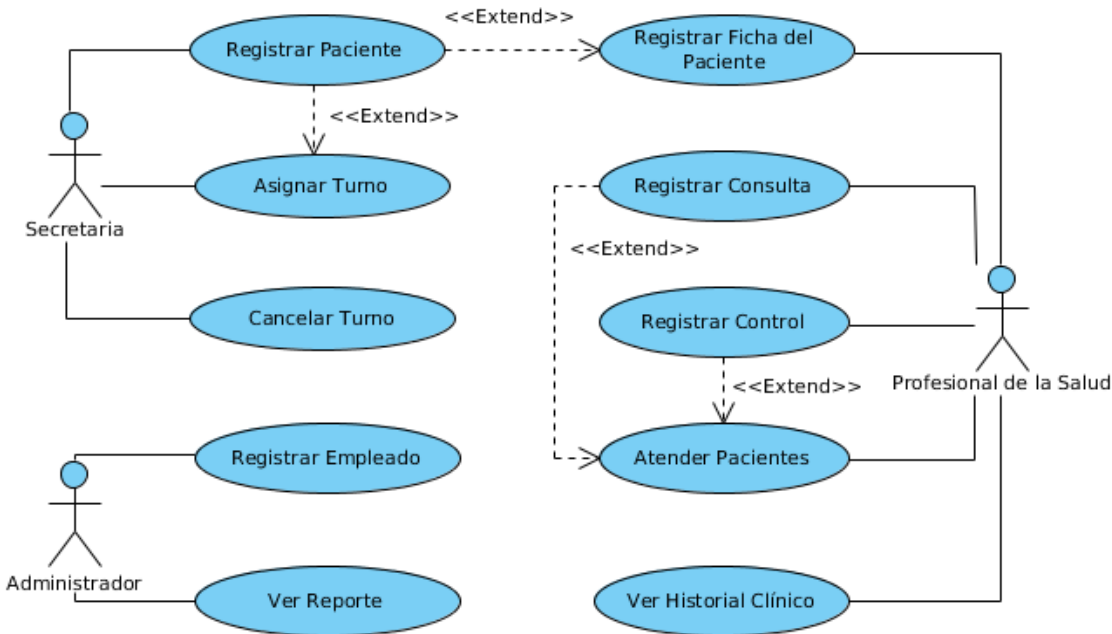 <<Extend>>
Registrar Paciente
Registrar Ficha del
Paciente
<<Extend>>
Asignar Turno
Registrar Consulta
Secretaria
<<Extend>>
Cancelar Turno
Registrar Control
Profesional de la Salud
<<Extend>>
Registrar Empleado
Atender Pacientes
Administrador
Ver Reporte
Ver Historial Clínico